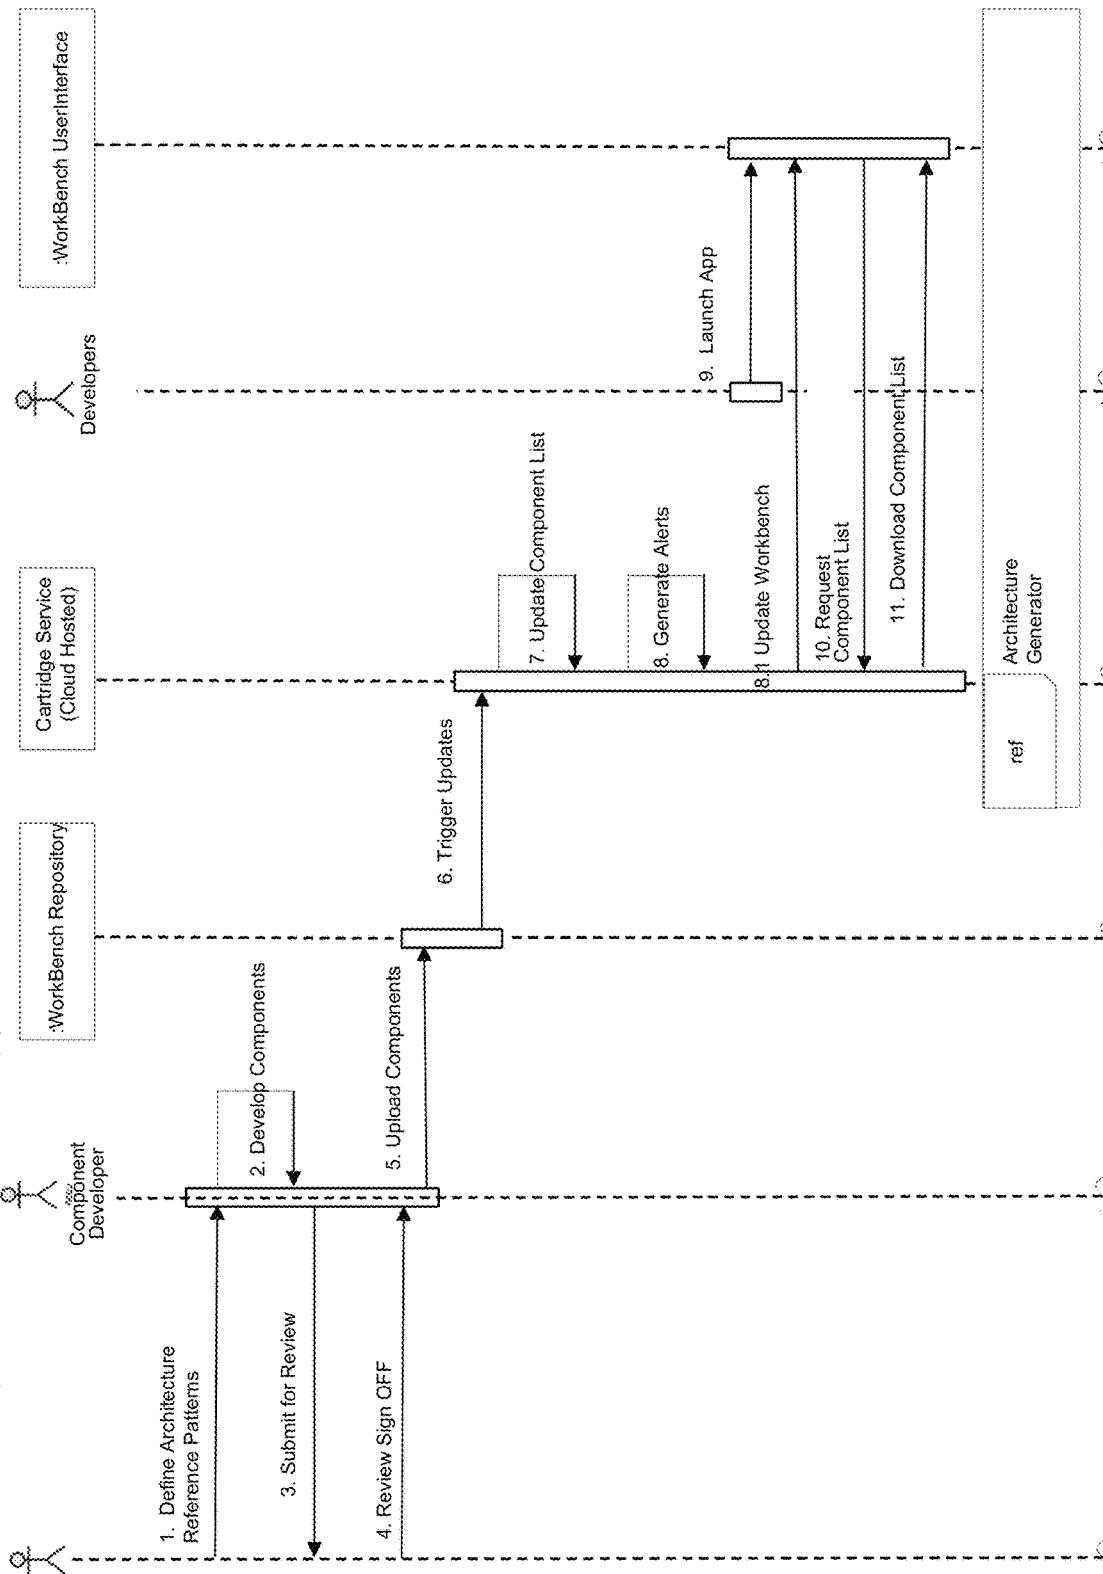 Component
Developer
:WorkBench Repository
Cartridge Service
(Cloud Hosted)
Developers
:WorkBench UserInterface
1. Define Architecture
Reference Patterns
2. Develop Components
3. Submit for Review
4. Review Sign OFF
5. Upload Components
6. Trigger Updates
7. Update Component List
8. Generate Alerts
8.1 Update Workbench
9. Launch App
10. Request
Component List
11. Download Component List
ref
Architecture
Generator